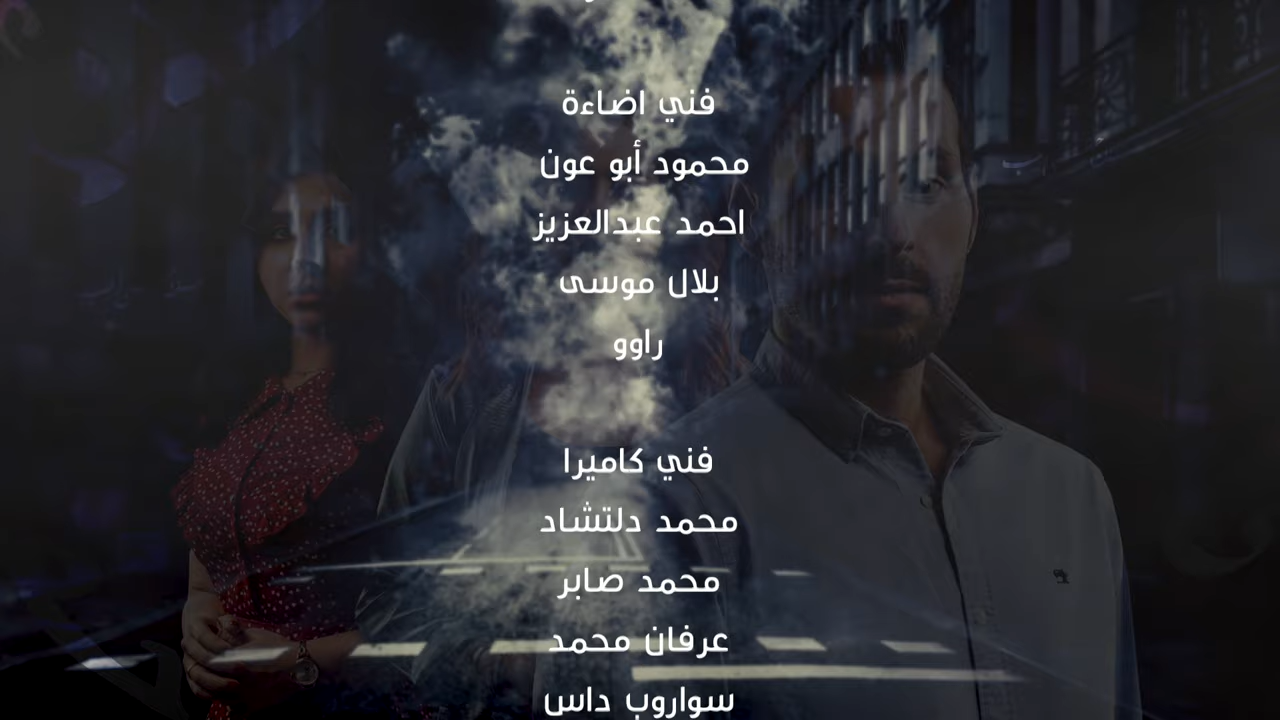 فني اضاءة
محمود أبو عون
احمد عبدالعزيز
بلال موسى
راوو
فني كاميرا
محمد دلتشاد
محمد صابر
عرفان محمد
سواروب داس